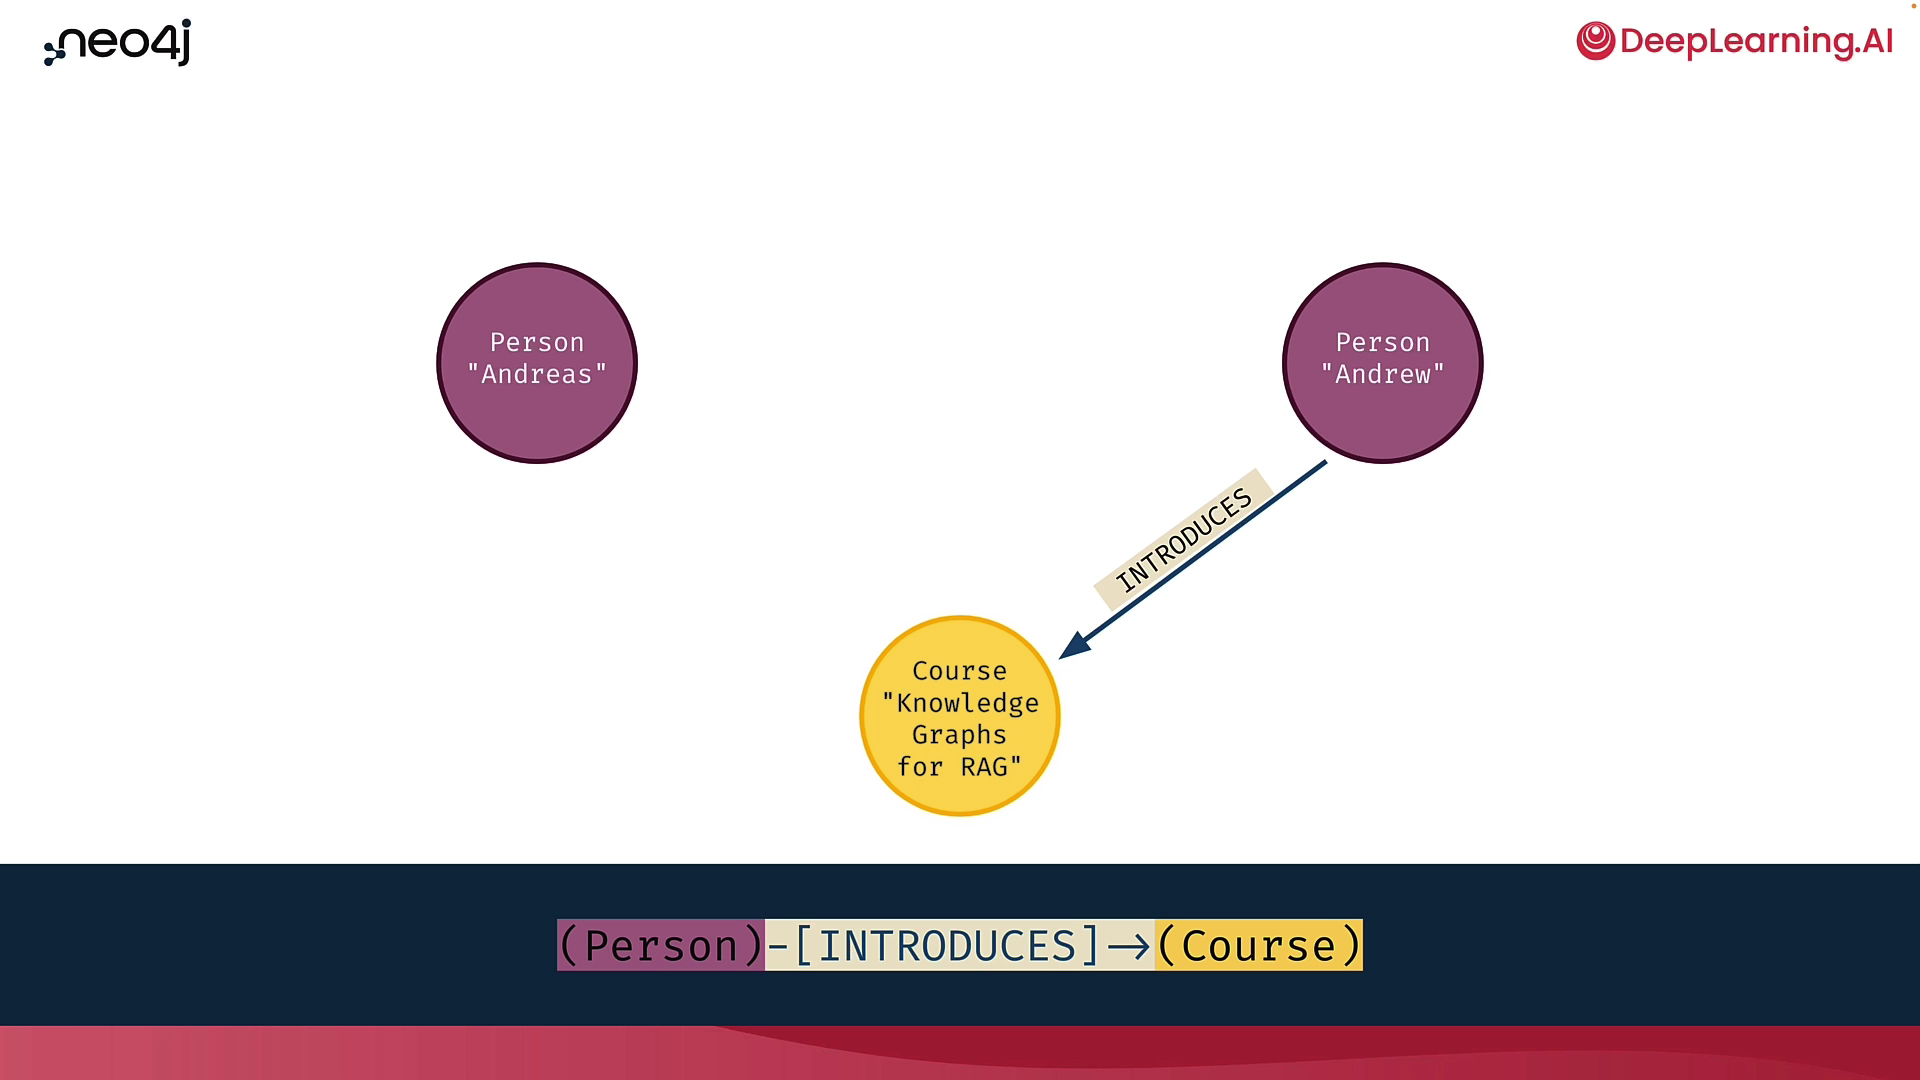 neo4j
DeepLearning.AI
Person
"Andreas"
Person
"Andrew"
INTRODUCES
Course
"Knowledge
Graphs
for RAG"
(Person)-[INTRODUCES]→(Course)